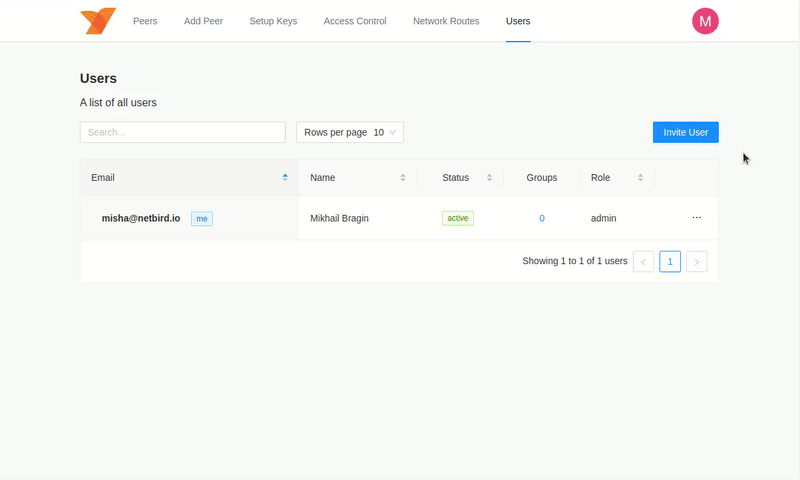 Peers Add Peer Setup Keys Access Control Network Routes Users M
Users
A list of all users
Search... Rows per page 10 Invite User
Email Name Status Groups Role
misha@netbird.io me Mikhail Bragin active 0 admin ...
Showing 1 to 1 of 1 users < 1 >